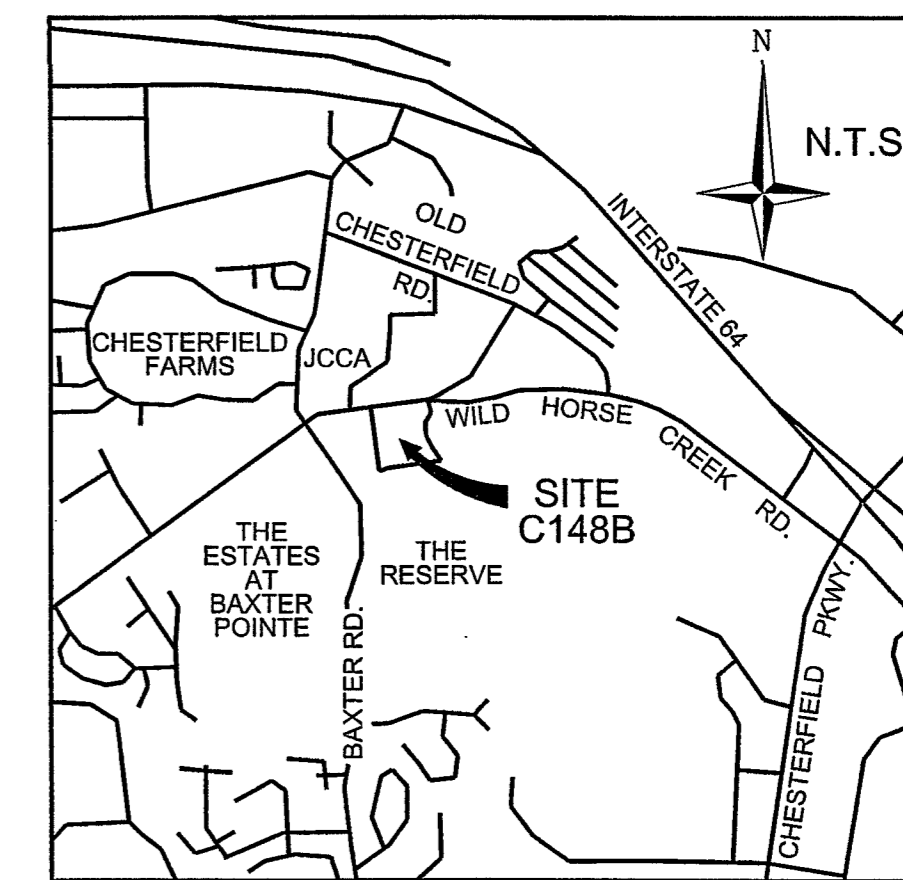 N
N.T.S
OLD
CHESTERFIELD
RD.
INTERSTATE 64
CHESTERFIELD
FARMS
JCCA
WILD HORSE
CREEK
RD.
SITE
C148B
THE
ESTATES
AT
BAXTER
POINTE
THE
RESERVE
BAXTER RD.
CHESTERFIELD PKWY.